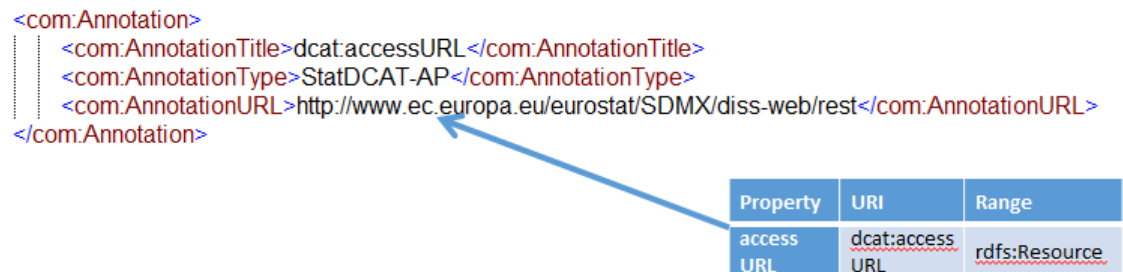 <com:Annotation>
<com:AnnotationTitle>dcat:accessURL</com:AnnotationTitle>
<com:AnnotationType>StatDCAT-AP</com:AnnotationType>
<com:AnnotationURL>http://www.ec.europa.eu/eurostat/SDMX/diss-web/rest</com:AnnotationURL>
</com:Annotation>
Property URI Range
access dcat:access rdfs:Resource
URL URL